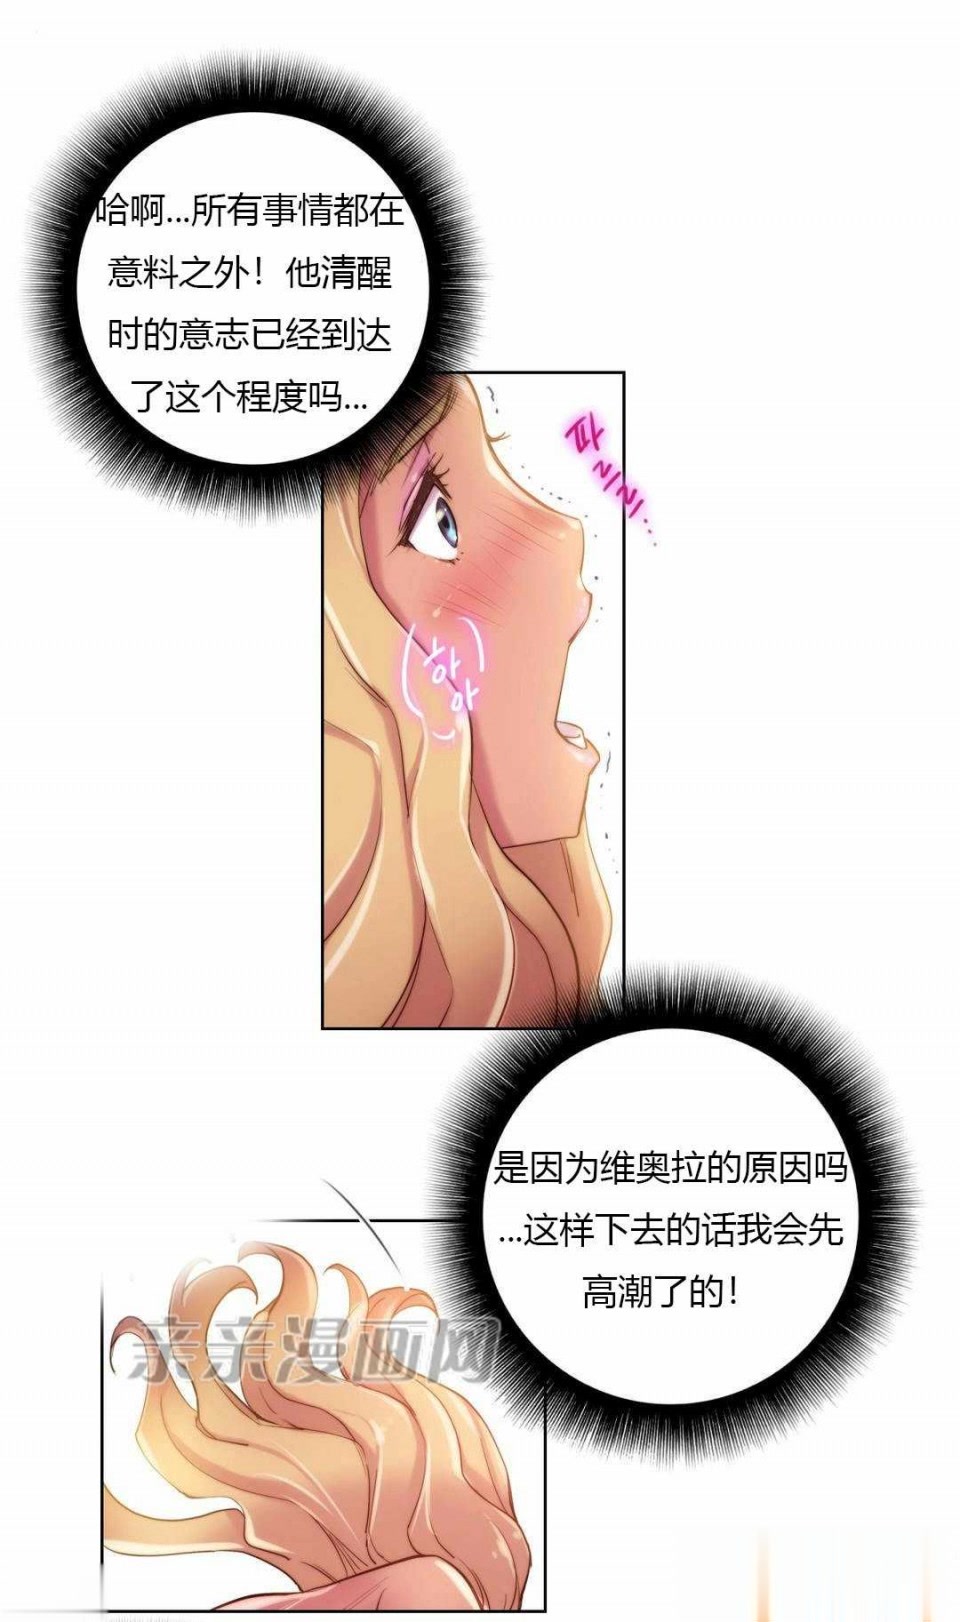 哈啊...所有事情都在
意料之外！他清醒
时的意志已经到达
了这个程度吗...
파
르르...
하아
是因为维奥拉的原因吗
...这样下去的话我会先
高潮了的！
亲亲漫画网